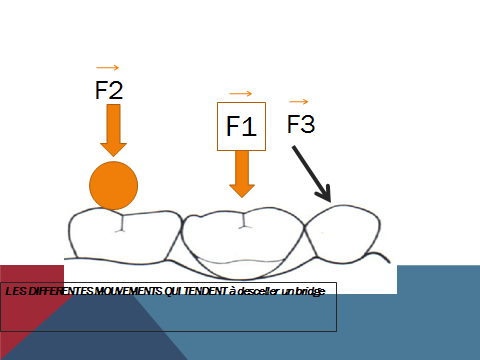 F2
F1
F3
LES DIFFERENTES MOUVEMENTS QUI TENDENT à desceller un bridge